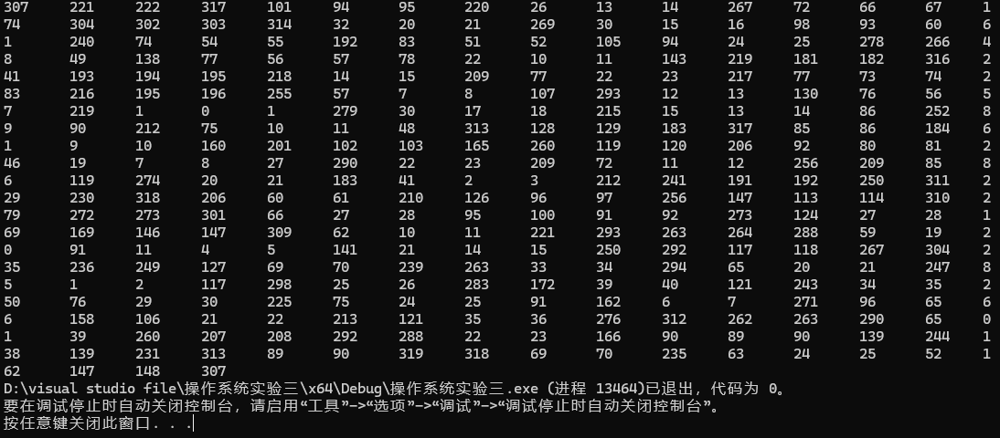 307 221 222 317 101 94 95 220 26 13 14 267 72 66 67 1
74 304 302 303 314 32 20 21 269 30 15 16 98 93 60 6
1 240 74 54 55 192 83 51 52 105 94 24 25 278 266 4
8 49 138 77 56 57 78 22 10 11 143 219 181 182 316 2
41 193 194 195 218 14 15 209 77 22 23 217 77 73 74 2
83 216 195 196 255 57 7 8 107 293 12 13 130 76 56 5
7 219 1 0 1 279 30 17 18 215 15 13 14 86 252 8
9 90 212 75 10 11 48 313 128 129 183 317 85 86 184 6
1 9 10 160 201 102 103 165 260 119 120 206 92 80 81 2
46 19 7 8 27 290 22 23 209 72 11 12 256 209 85 8
6 119 274 20 21 183 41 2 3 212 241 191 192 250 311 2
29 230 318 206 60 61 210 126 96 97 256 147 113 114 310 2
79 272 273 301 66 27 28 95 100 91 92 273 124 27 28 1
69 169 146 147 309 62 10 11 221 293 263 264 288 59 19 2
0 91 11 4 5 141 21 14 15 250 292 117 118 267 304 2
35 236 249 127 69 70 239 263 33 34 294 65 20 21 247 8
5 1 2 117 298 25 26 283 172 39 40 121 243 34 35 2
50 76 29 30 225 75 24 25 91 162 6 7 271 96 65 6
6 158 106 21 22 213 121 35 36 276 312 262 263 290 65 0
1 39 260 207 208 292 288 22 23 166 90 89 90 139 244 1
38 139 231 313 89 90 319 318 69 70 235 63 24 25 52 1
62 147 148 307
D:\visual studio file\操作系统实验三\x64\Debug\操作系统实验三.exe (进程 13464)已退出，代码为 0。
要在调试停止时自动关闭控制台，请启用“工具”->“选项”->“调试”->“调试停止时自动关闭控制台”。
按任意键关闭此窗口. . .